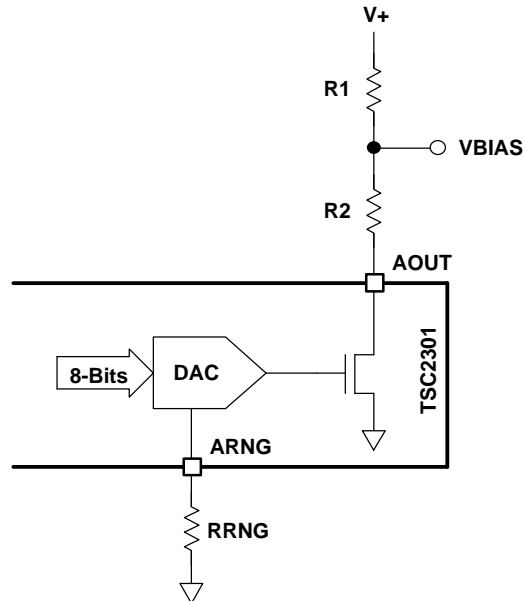 V+
R1
VBIAS
R2
AOUT
8-Bits
DAC
TSC2301
ARNG
RRNG